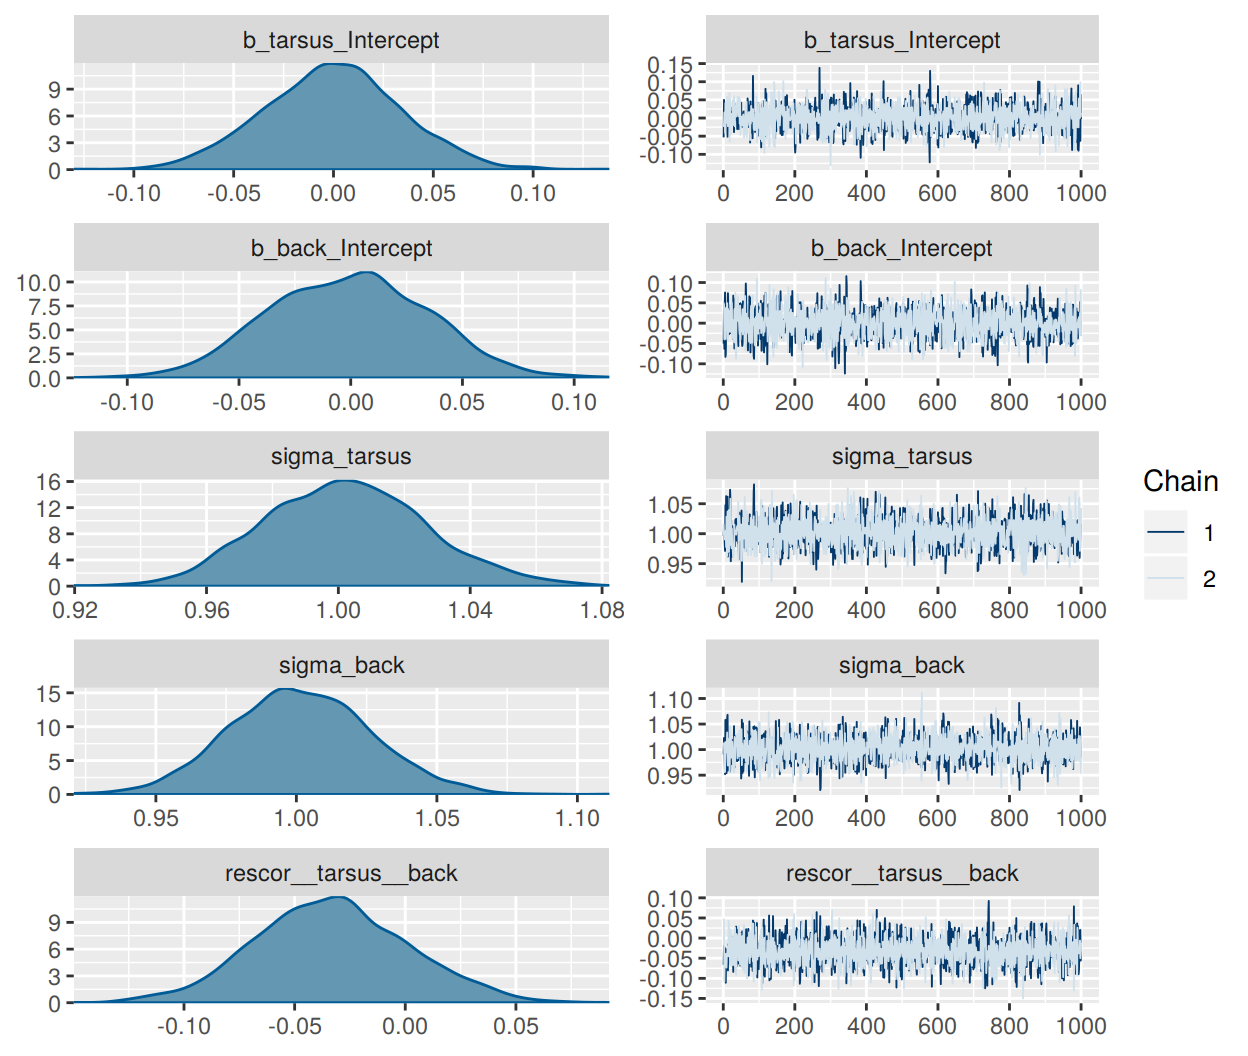 b_tarsus_Intercept
9
6
3
0
-0.10 -0.05 0.00 0.05 0.10
b_tarsus_Intercept
0.15
0.10
0.05
0.00
-0.05
-0.10
0 200 400 600 800 1000
b_back_Intercept
10.0
7.5
5.0
2.5
0.0
-0.10 -0.05 0.00 0.05 0.10
b_back_Intercept
0.10
0.05
0.00
-0.05
-0.10
0 200 400 600 800 1000
sigma_tarsus
16
12
8
4
0
0.92 0.96 1.00 1.04 1.08
sigma_tarsus
1.05
1.00
0.95
0 200 400 600 800 1000
sigma_back
15
10
5
0
0.95 1.00 1.05 1.10
sigma_back
1.10
1.05
1.00
0.95
0 200 400 600 800 1000
rescor__tarsus__back
9
6
3
0
-0.10 -0.05 0.00 0.05
rescor__tarsus__back
0.10
0.05
0.00
-0.05
-0.10
-0.15
0 200 400 600 800 1000
Chain
1
2